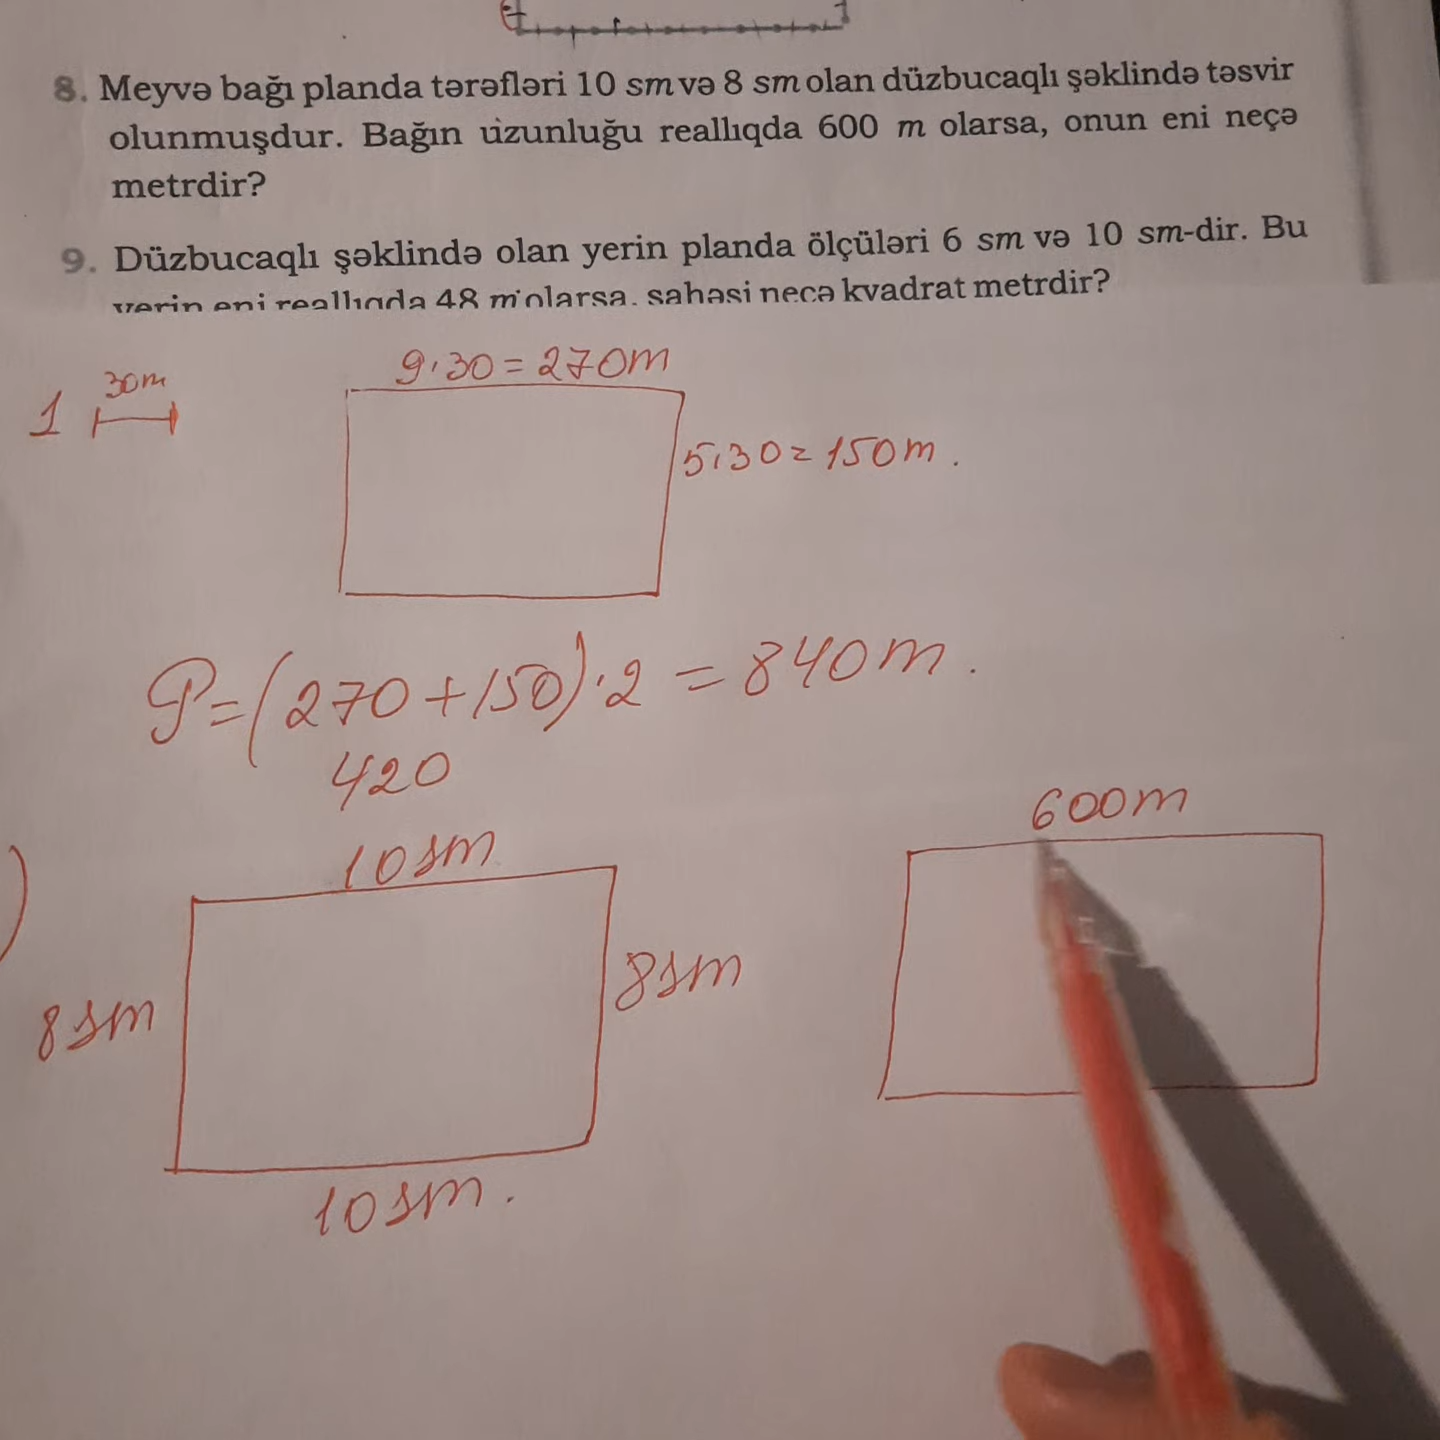 8. Meyvə bağı planda tərəfləri 10 sm və 8 sm olan düzbucaqlı şəklində təsvir
olunmuşdur. Bağın uzunluğu reallıqda 600 m olarsa, onun eni neçə
metrdir?
9. Düzbucaqlı şəklində olan yerin planda ölçüləri 6 sm və 10 sm-dir. Bu
yerin eni reallıqda 48 m olarsa, sahəsi neçə kvadrat metrdir?
9·30=270m
1 30m
5·30=150m.
P=(270+150)·2=840m.
420
600m
10sm
8sm
8sm
10sm.